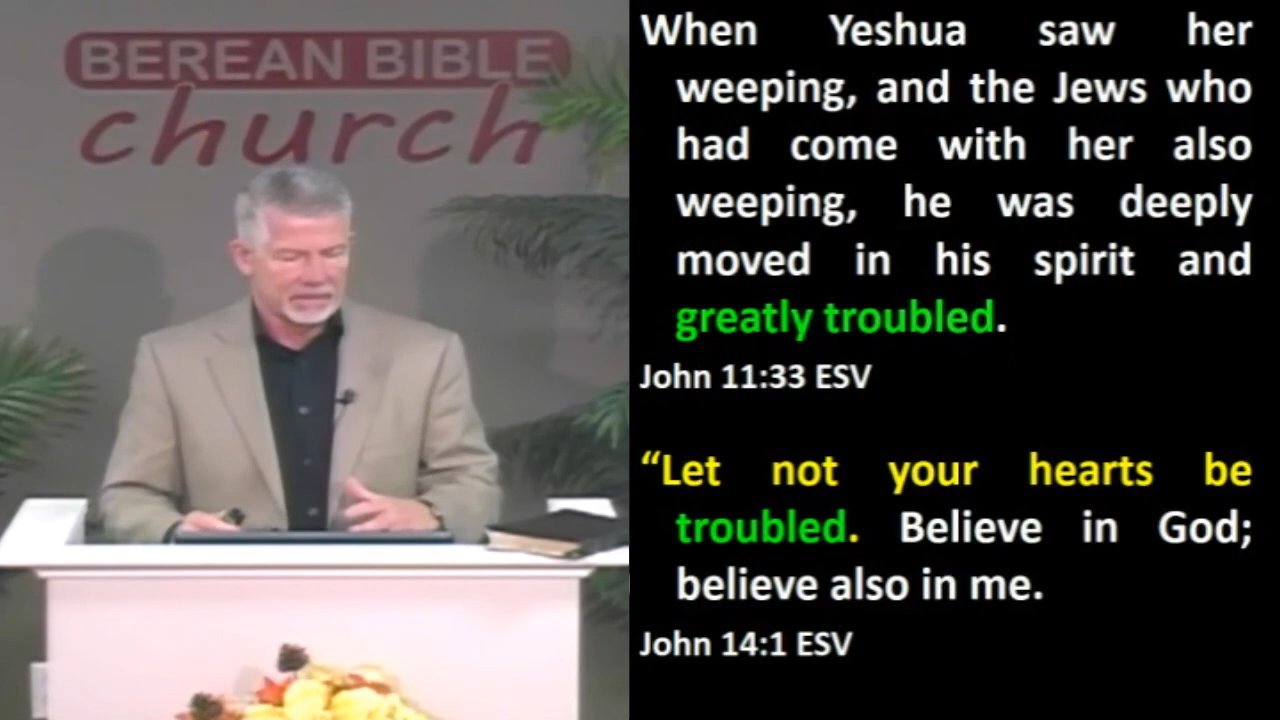 BEREAN BIBLE
church
When Yeshua saw her
weeping, and the Jews who
had come with her also
weeping, he was deeply
moved in his spirit and
greatly troubled.
John 11:33 ESV
“Let not your hearts be
troubled. Believe in God;
believe also in me.
John 14:1 ESV